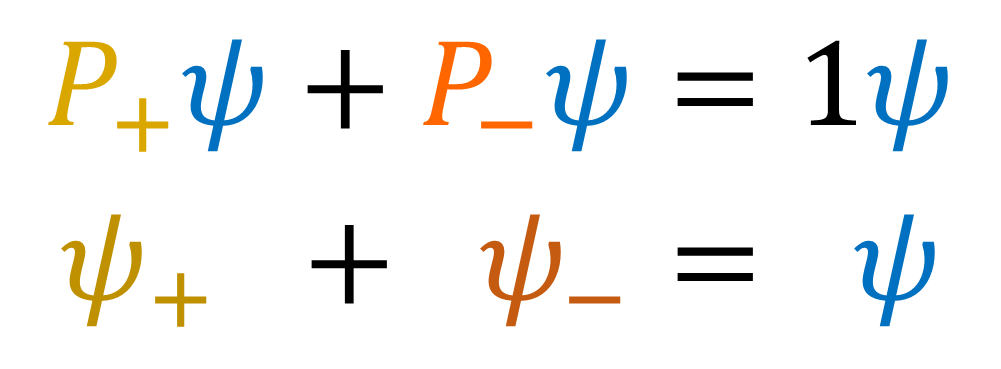 P₊ψ + P₋ψ = 1ψ
ψ₊ + ψ₋ = ψ